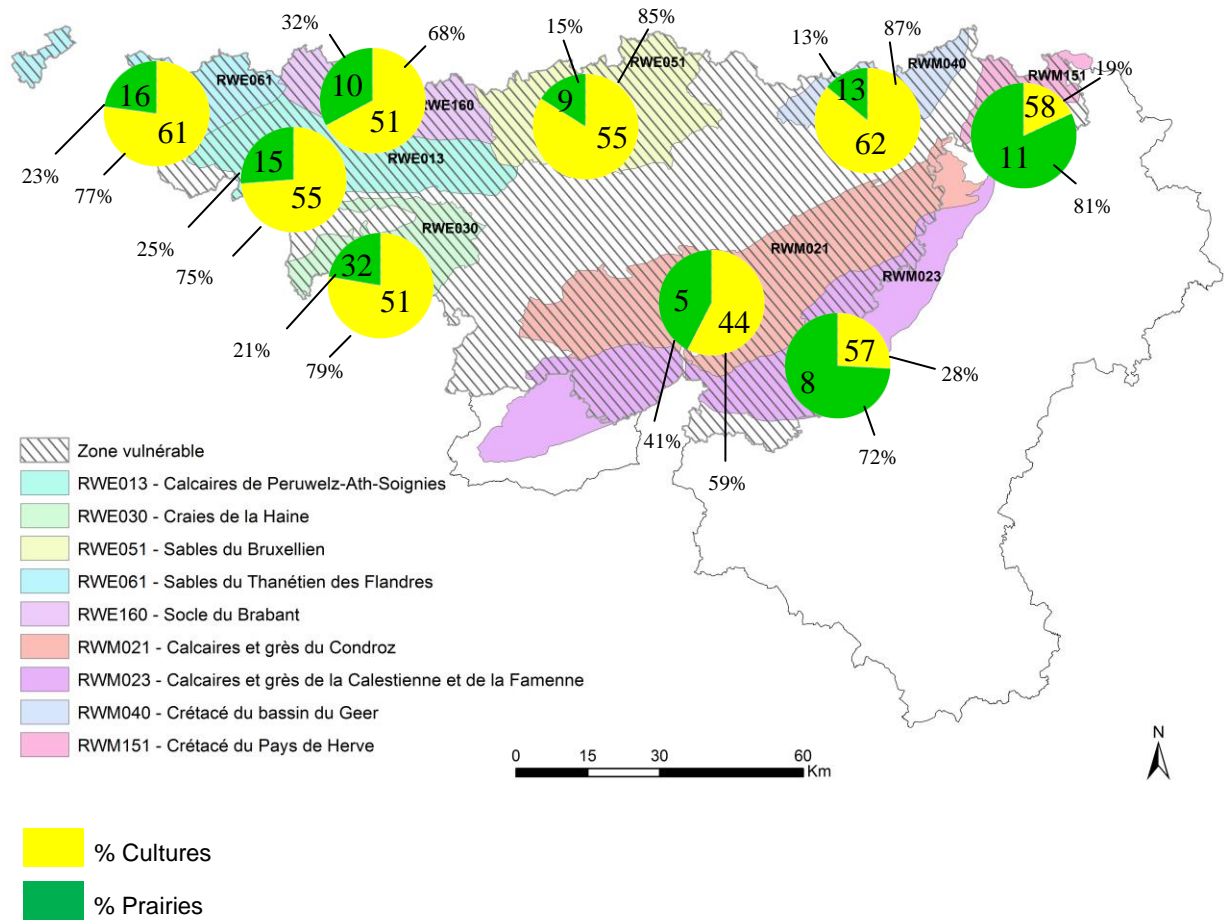 32%
68%
15%
85%
13%
87%
RWE061
10
51
RWE160
RWE051
9
55
RWM040
13
62
RWM151
19%
58
11
81%
16
61
23%
77%
RWE013
15
55
25%
75%
RWE030
32
51
21%
79%
RWM021
RWM023
5
44
41%
59%
57
8
28%
72%
Zone vulnérable
RWE013 - Calcaires de Peruwelz-Ath-Soignies
RWE030 - Craies de la Haine
RWE051 - Sables du Bruxellien
RWE061 - Sables du Thanétien des Flandres
RWE160 - Socle du Brabant
RWM021 - Calcaires et grès du Condroz
RWM023 - Calcaires et grès de la Calestienne et de la Famenne
RWM040 - Crétacé du bassin du Geer
RWM151 - Crétacé du Pays de Herve
0 15 30 60
Km
N
% Cultures
% Prairies